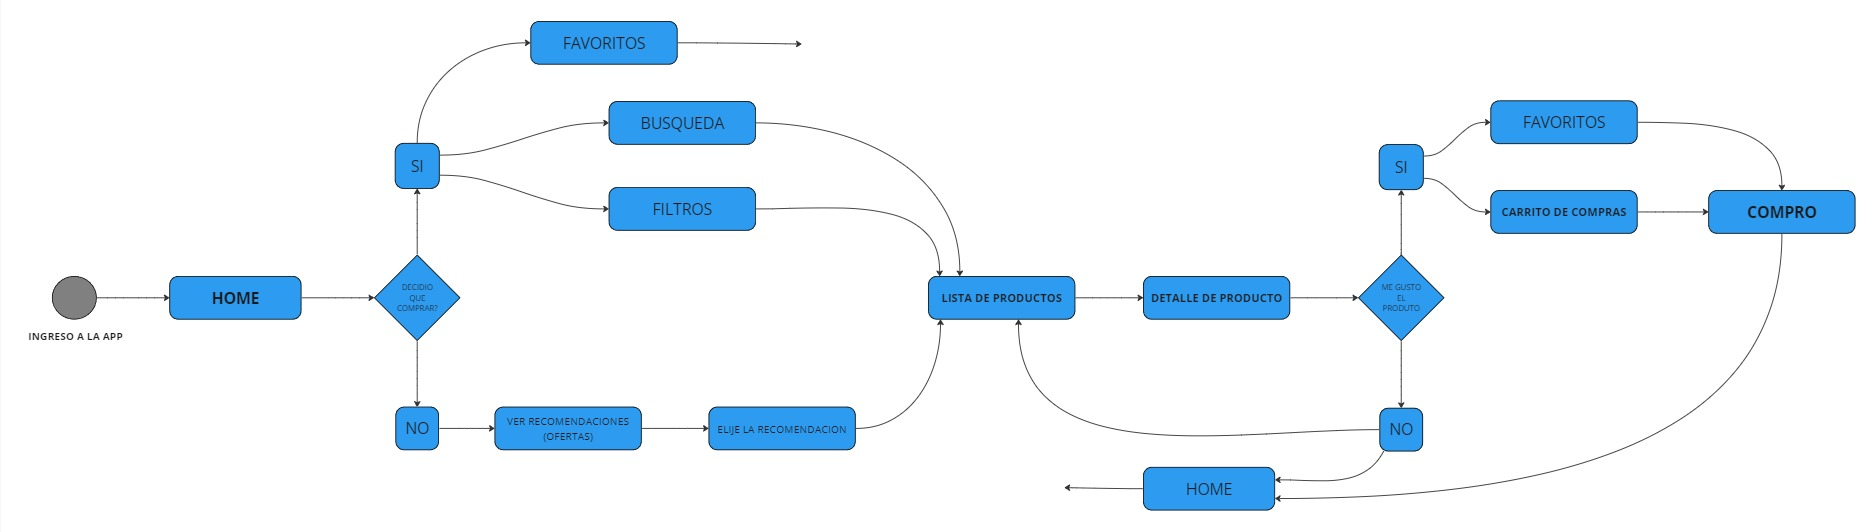 FAVORITOS
BUSQUEDA
SI
FILTROS
HOME
DECIDIO
QUE
COMPRAR?
INGRESO A LA APP
NO
VER RECOMENDACIONES
(OFERTAS)
ELIJE LA RECOMENDACION
LISTA DE PRODUCTOS
DETALLE DE PRODUCTO
ME GUSTO
EL
PRODUTO
SI
FAVORITOS
CARRITO DE COMPRAS
COMPRO
NO
HOME